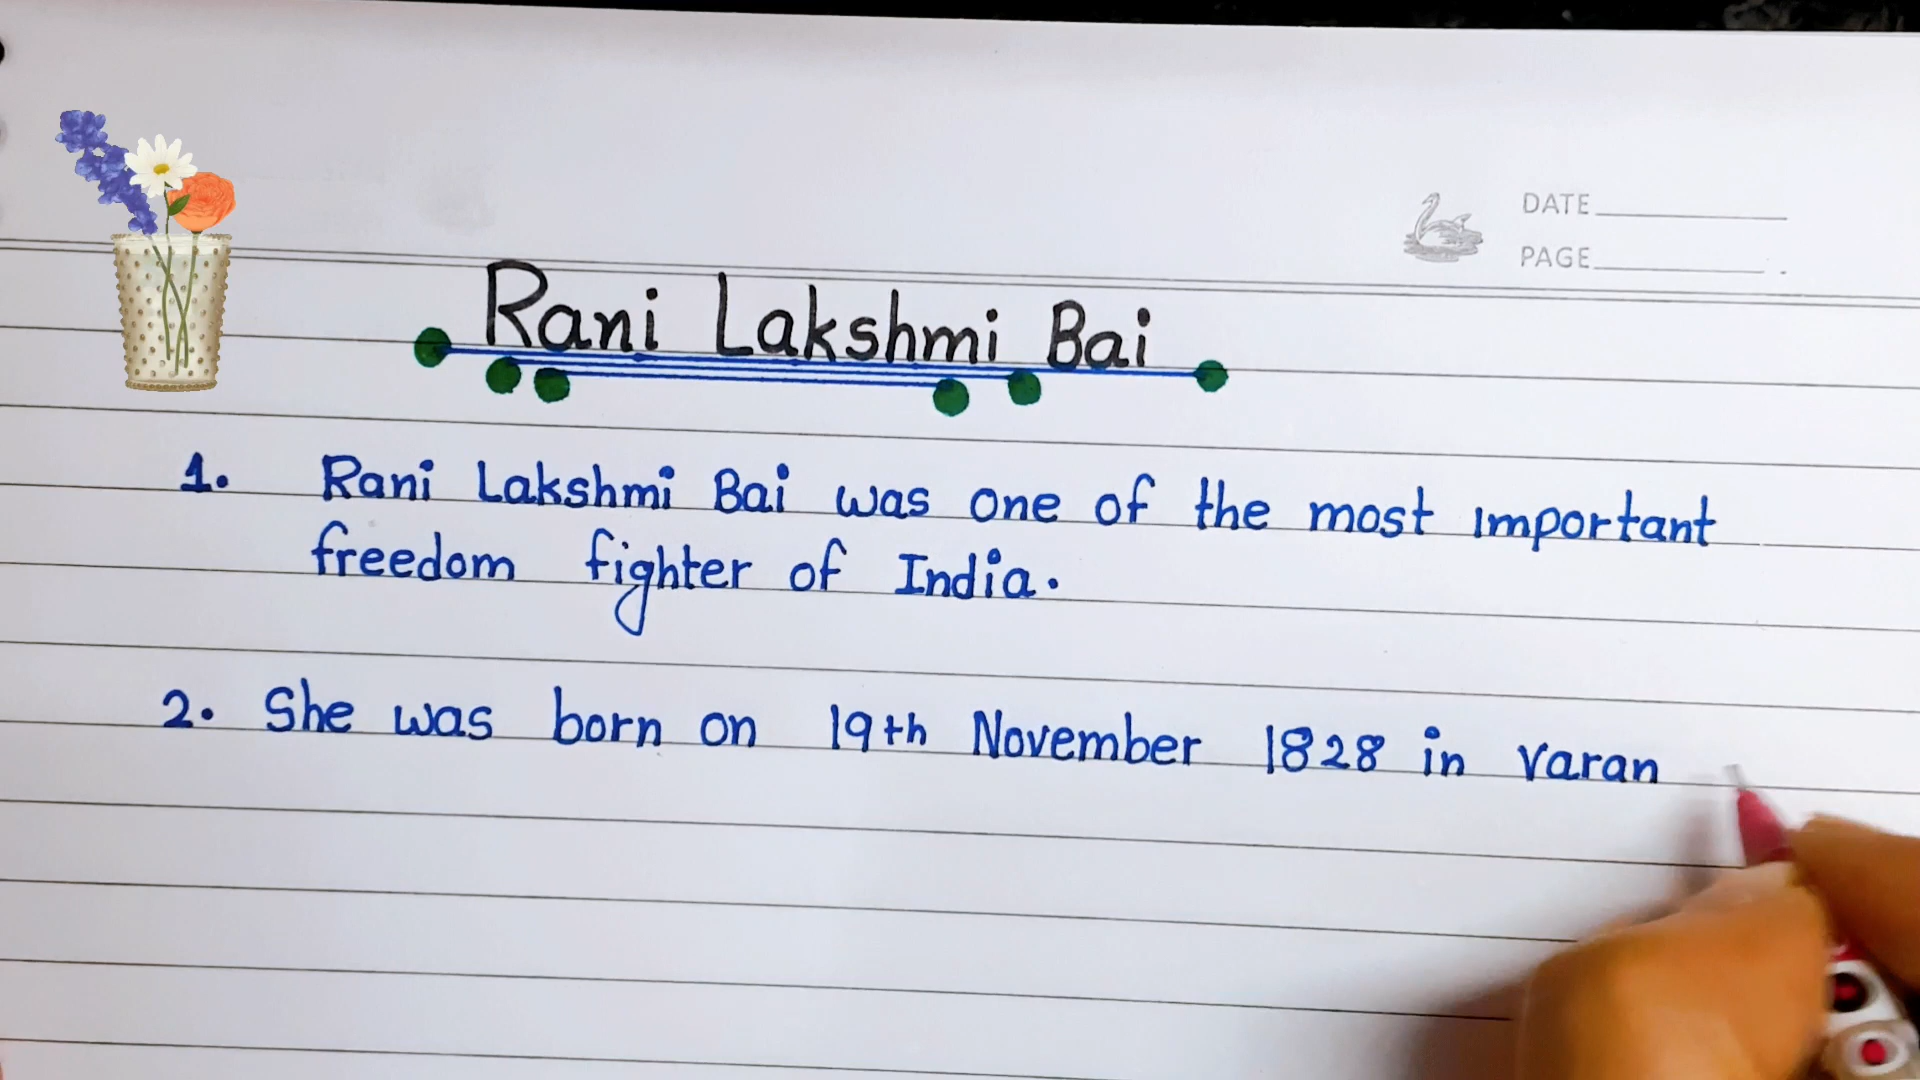 DATE
PAGE
Rani Lakshmi Bai
1. Rani Lakshmi Bai was one of the most important
freedom fighter of India.
2. She was born on 19th November 1828 in varan